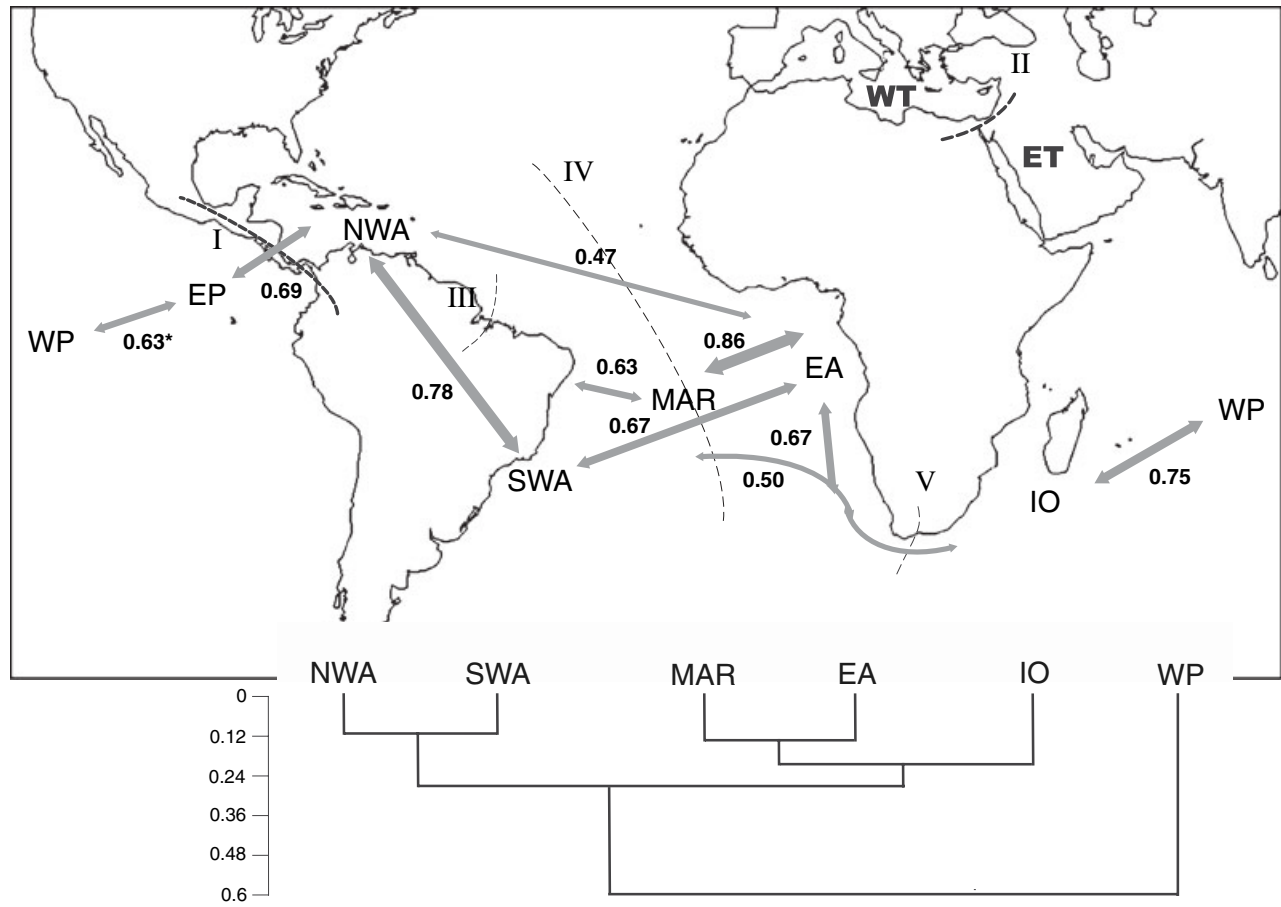 II
WT
ET
IV
NWA
I
0.47
EP
0.69
III
WP
0.63*
0.86
0.63
EA
0.78
MAR
WP
0.67
0.67
SWA
0.50
V
IO
0.75
NWA SWA MAR EA IO WP
0
0.12
0.24
0.36
0.48
0.6